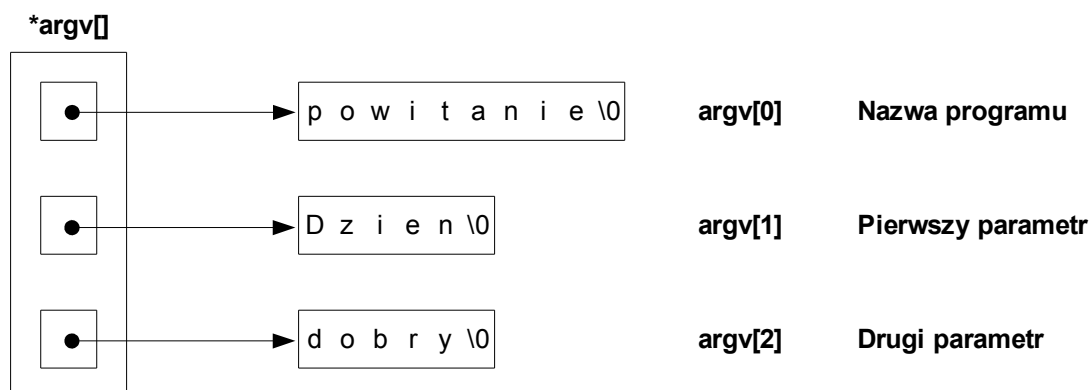 *argv[]
p o w i t a n i e \0 argv[0] Nazwa programu
D z i e n \0 argv[1] Pierwszy parametr
d o b r y \0 argv[2] Drugi parametr